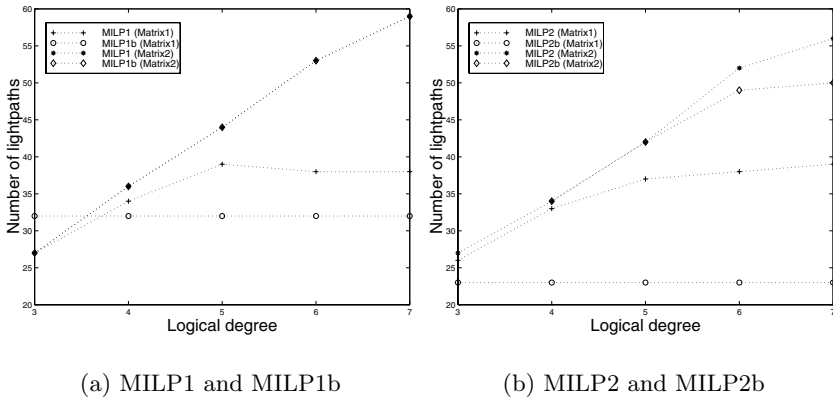 60
55
50
45
40
35
30
25
20
3
4
5
6
7
Number of lightpaths
Logical degree
MILP1 (Matrix1)
MILP1b (Matrix1)
MILP1 (Matrix2)
MILP1b (Matrix2)
(a) MILP1 and MILP1b
60
55
50
45
40
35
30
25
20
3
4
5
6
7
Number of lightpaths
Logical degree
MILP2 (Matrix1)
MILP2b (Matrix1)
MILP2 (Matrix2)
MILP2b (Matrix2)
(b) MILP2 and MILP2b